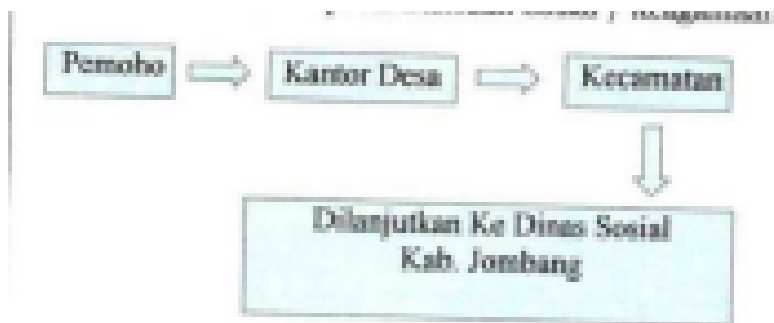 Pemoho
Kantor Desa
Kecamatan
Dilanjutkan Ke Dinas Sosial
Kab. Jombang